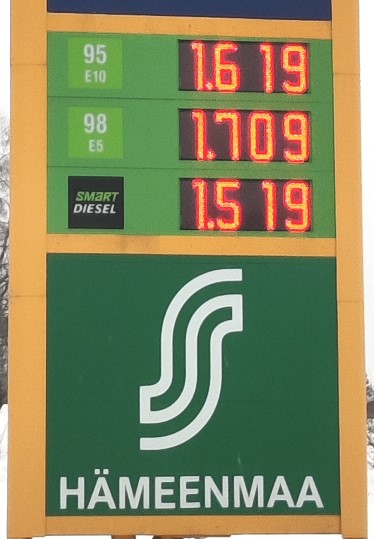 95 1.619
E10
98 1.709
E5
SMART 1.519
DIESEL
HÄMEENMAA